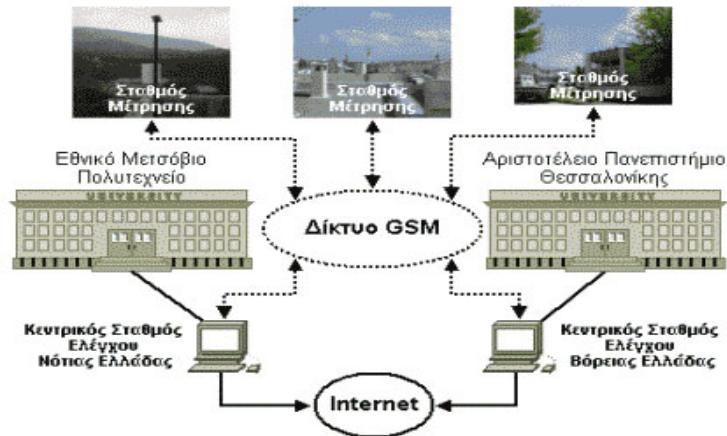 Σταθμός
Μέτρησης
Σταθμός
Μέτρησης
Σταθμός
Μέτρησης
Εθνικό Μετσόβιο
Πολυτεχνείο
Αριστοτέλειο Πανεπιστήμιο
Θεσσαλονίκης
UNIVERSITY
UNIVERSITY
Δίκτυο GSM
Κεντρικός Σταθμός
Ελέγχου
Νότιας Ελλάδας
Κεντρικός Σταθμός
Ελέγχου
Βόρειας Ελλάδας
Internet